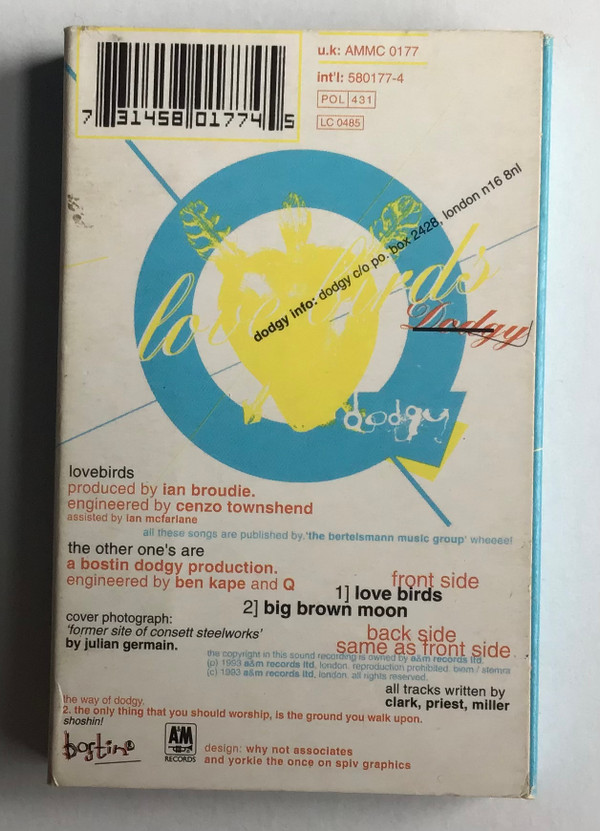 u.k: AMMC 0177
int'l: 580177-4
POL 431
LC 0485
7 31458 01774 5
dodgy info: dodgy c/o po. box 2428, london n16 8nl
love birds
Dodgy
dodgy
lovebirds
produced by ian broudie.
engineered by cenzo townshend
assisted by ian mcfarlane
all these songs are published by.'the bertelsmann music group' wheeee!
the other one's are
a bostin dodgy production.
engineered by ben kape and Q
front side
1] love birds
2] big brown moon
back side
same as front side.
cover photograph:
'former site of consett steelworks'
by julian germain.
the copyright in this sound recording is owned by a&m records ltd.
(p) 1993 a&m records ltd, london. reproduction prohibited. biem / stemra
(c) 1993 a&m records ltd, london. all rights reserved.
all tracks written by
clark, priest, miller
the way of dodgy.
2. the only thing that you should worship, is the ground you walk upon.
shoshin!
bostin
A&M
RECORDS
design: why not associates
and yorkie the once on spiv graphics